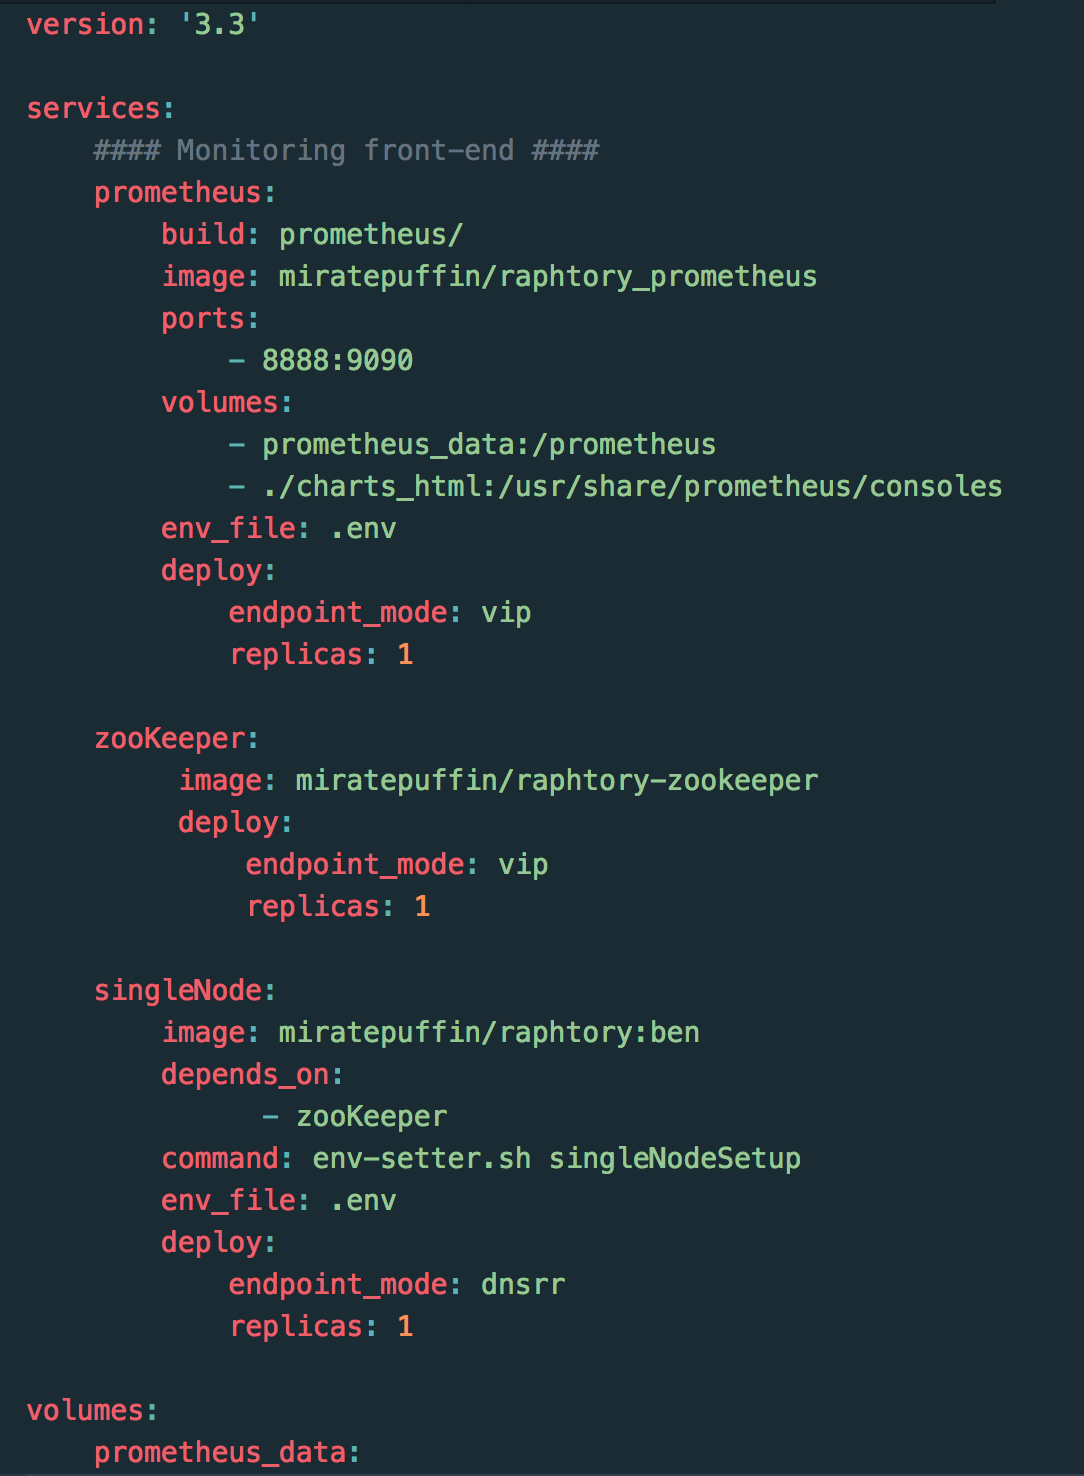 version: '3.3'

services:
    #### Monitoring front-end ####
    prometheus:
        build: prometheus/
        image: miratepuffin/raphtory_prometheus
        ports:
            - 8888:9090
        volumes:
            - prometheus_data:/prometheus
            - ./charts_html:/usr/share/prometheus/consoles
        env_file: .env
        deploy:
            endpoint_mode: vip
            replicas: 1

    zooKeeper:
         image: miratepuffin/raphtory-zookeeper
         deploy:
             endpoint_mode: vip
             replicas: 1

    singleNode:
        image: miratepuffin/raphtory:ben
        depends_on:
              - zooKeeper
        command: env-setter.sh singleNodeSetup
        env_file: .env
        deploy:
            endpoint_mode: dnsrr
            replicas: 1

volumes:
    prometheus_data: